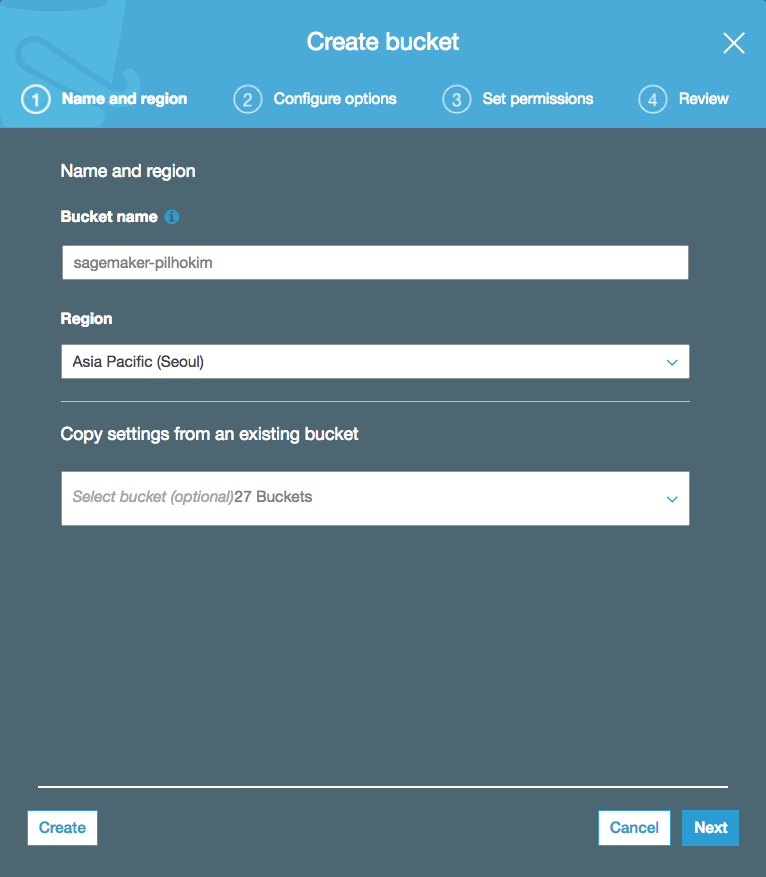 Create bucket
1 Name and region 2 Configure options 3 Set permissions 4 Review
Name and region
Bucket name i
sagemaker-pilhokim
Region
Asia Pacific (Seoul)
Copy settings from an existing bucket
Select bucket (optional)27 Buckets
Create Cancel Next